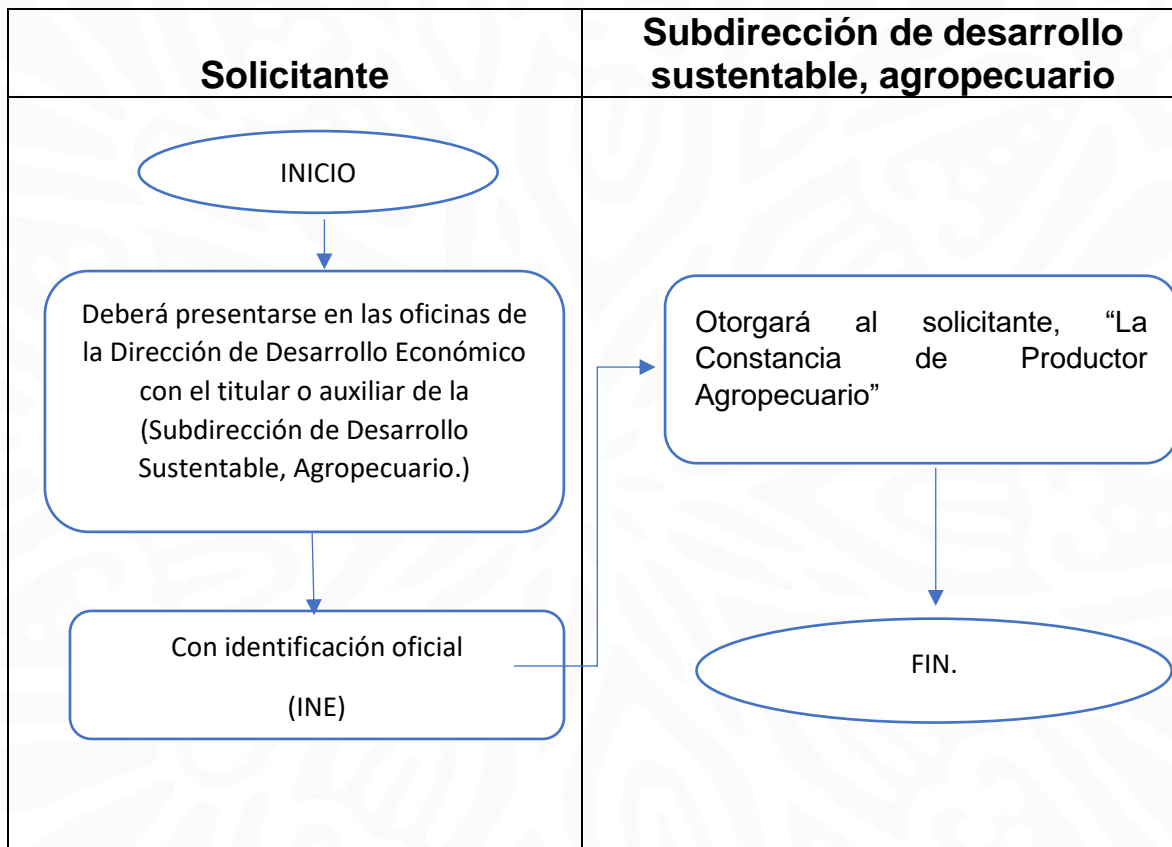 Solicitante
Subdirección de desarrollo
sustentable, agropecuario
INICIO
Deberá presentarse en las oficinas de
la Dirección de Desarrollo Económico
con el titular o auxiliar de la
(Subdirección de Desarrollo
Sustentable, Agropecuario.)
Con identificación oficial
(INE)
Otorgará al solicitante, “La
Constancia de Productor
Agropecuario”
FIN.